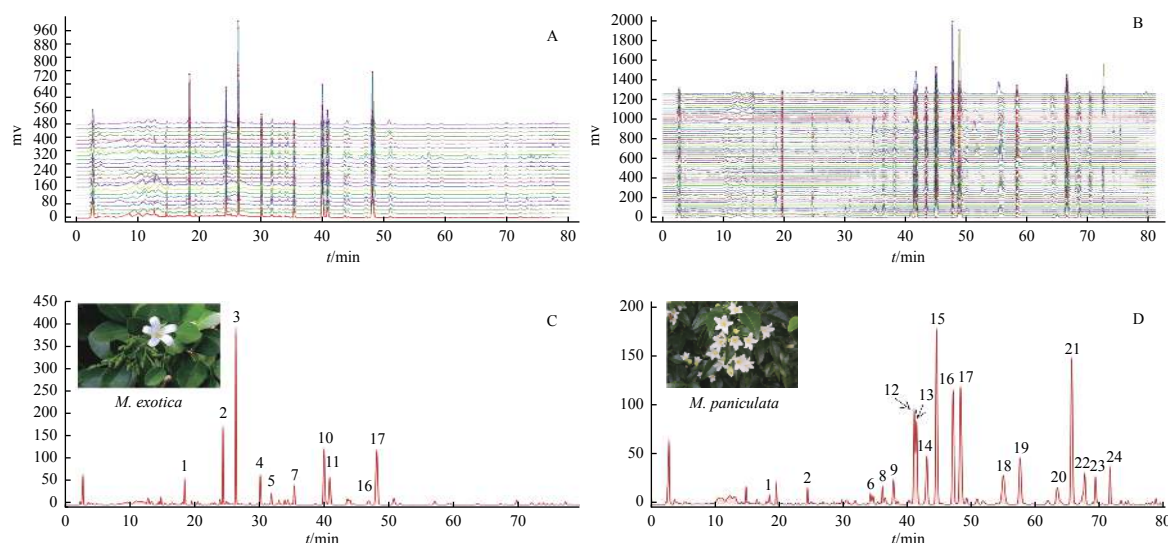 A
mv
960
880
800
720
640
560
480
400
320
240
160
80
0
0 10 20 30 40 50 60 70 80
t/min
B
mv
2000
1800
1600
1400
1200
1000
800
600
400
200
0
0 10 20 30 40 50 60 70 80
t/min
C
450
400
350
300
250
200
150
100
50
0
M. exotica
1 2 3 4 5 7 10 11 16 17
0 10 20 30 40 50 60 70
t/min
D
200
150
100
50
0
M. paniculata
1 2 6 8 9 12 13 14 15 16 17 18 19 20 21 22 23 24
0 10 20 30 40 50 60 70 80
t/min